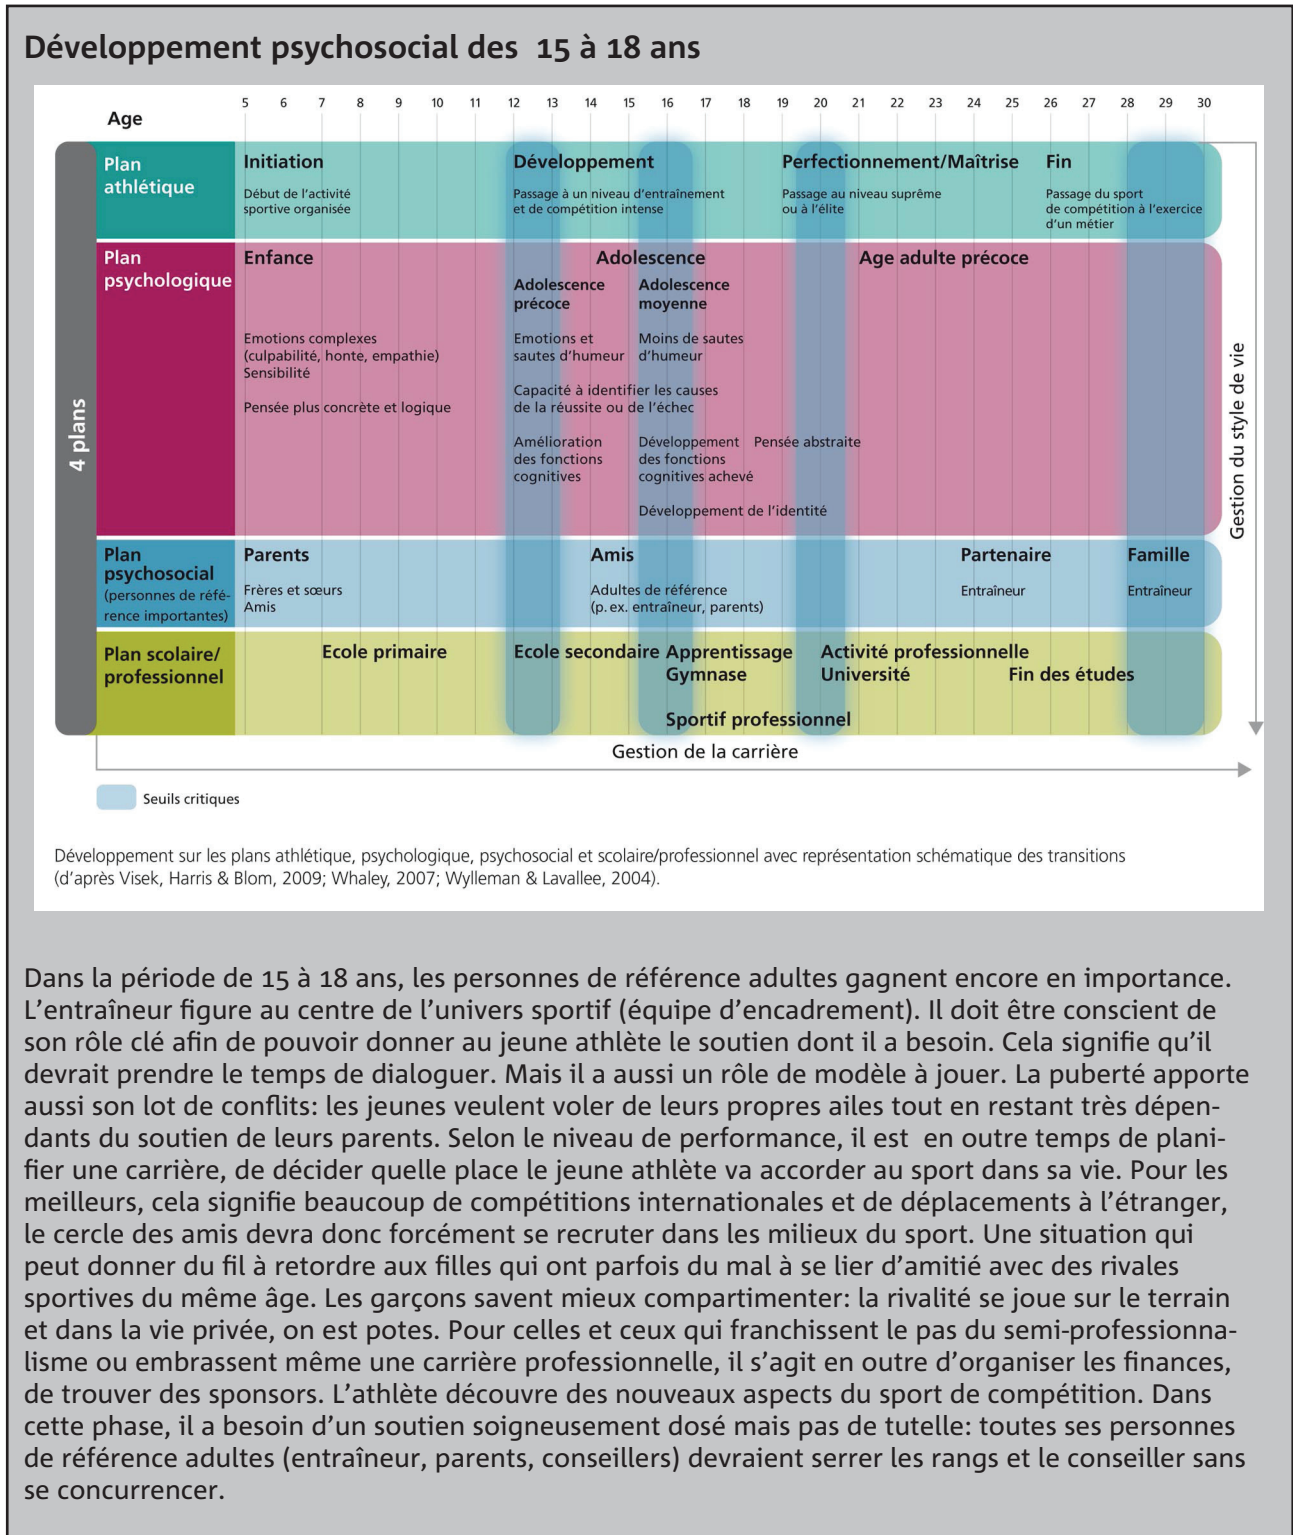 Développement psychosocial des 15 à 18 ans
Age
5 6 7 8 9 10 11 12 13 14 15 16 17 18 19 20 21 22 23 24 25 26 27 28 29 30
4 plans
Plan
athlétique
Initiation
Début de l’activité
sportive organisée
Développement
Passage à un niveau d’entraînement
et de compétition intense
Perfectionnement/Maîtrise
Passage au niveau suprême
ou à l’élite
Fin
Passage du sport
de compétition à l’exercice
d’un métier
Plan
psychologique
Enfance
Emotions complexes
(culpabilité, honte, empathie)
Sensibilité
Pensée plus concrète et logique
Adolescence
Adolescence
précoce
Adolescence
moyenne
Emotions et
sautes d’humeur
Moins de sautes
d’humeur
Capacité à identifier les causes
de la réussite ou de l’échec
Amélioration
des fonctions
cognitives
Développement
des fonctions
cognitives achevé
Pensée abstraite
Développement de l’identité
Age adulte précoce
Plan
psychosocial
(personnes de réfé-
rence importantes)
Parents
Frères et sœurs
Amis
Amis
Adultes de référence
(p. ex. entraîneur, parents)
Partenaire
Entraîneur
Famille
Entraîneur
Plan scolaire/
professionnel
Ecole primaire
Ecole secondaire
Apprentissage
Gymnase
Sportif professionnel
Activité professionnelle
Université
Fin des études
Gestion du style de vie
Gestion de la carrière
Seuils critiques
Développement sur les plans athlétique, psychologique, psychosocial et scolaire/professionnel avec représentation schématique des transitions
(d’après Visek, Harris & Blom, 2009; Whaley, 2007; Wylleman & Lavallee, 2004).
Dans la période de 15 à 18 ans, les personnes de référence adultes gagnent encore en importance.
L’entraîneur figure au centre de l’univers sportif (équipe d’encadrement). Il doit être conscient de
son rôle clé afin de pouvoir donner au jeune athlète le soutien dont il a besoin. Cela signifie qu’il
devrait prendre le temps de dialoguer. Mais il a aussi un rôle de modèle à jouer. La puberté apporte
aussi son lot de conflits: les jeunes veulent voler de leurs propres ailes tout en restant très dépen-
dants du soutien de leurs parents. Selon le niveau de performance, il est en outre temps de plani-
fier une carrière, de décider quelle place le jeune athlète va accorder au sport dans sa vie. Pour les
meilleurs, cela signifie beaucoup de compétitions internationales et de déplacements à l’étranger,
le cercle des amis devra donc forcément se recruter dans les milieux du sport. Une situation qui
peut donner du fil à retordre aux filles qui ont parfois du mal à se lier d’amitié avec des rivales
sportives du même âge. Les garçons savent mieux compartimenter: la rivalité se joue sur le terrain
et dans la vie privée, on est potes. Pour celles et ceux qui franchissent le pas du semi-professionna-
lisme ou embrassent même une carrière professionnelle, il s’agit en outre d’organiser les finances,
de trouver des sponsors. L’athlète découvre des nouveaux aspects du sport de compétition. Dans
cette phase, il a besoin d’un soutien soigneusement dosé mais pas de tutelle: toutes ses personnes
de référence adultes (entraîneur, parents, conseillers) devraient serrer les rangs et le conseiller sans
se concurrencer.